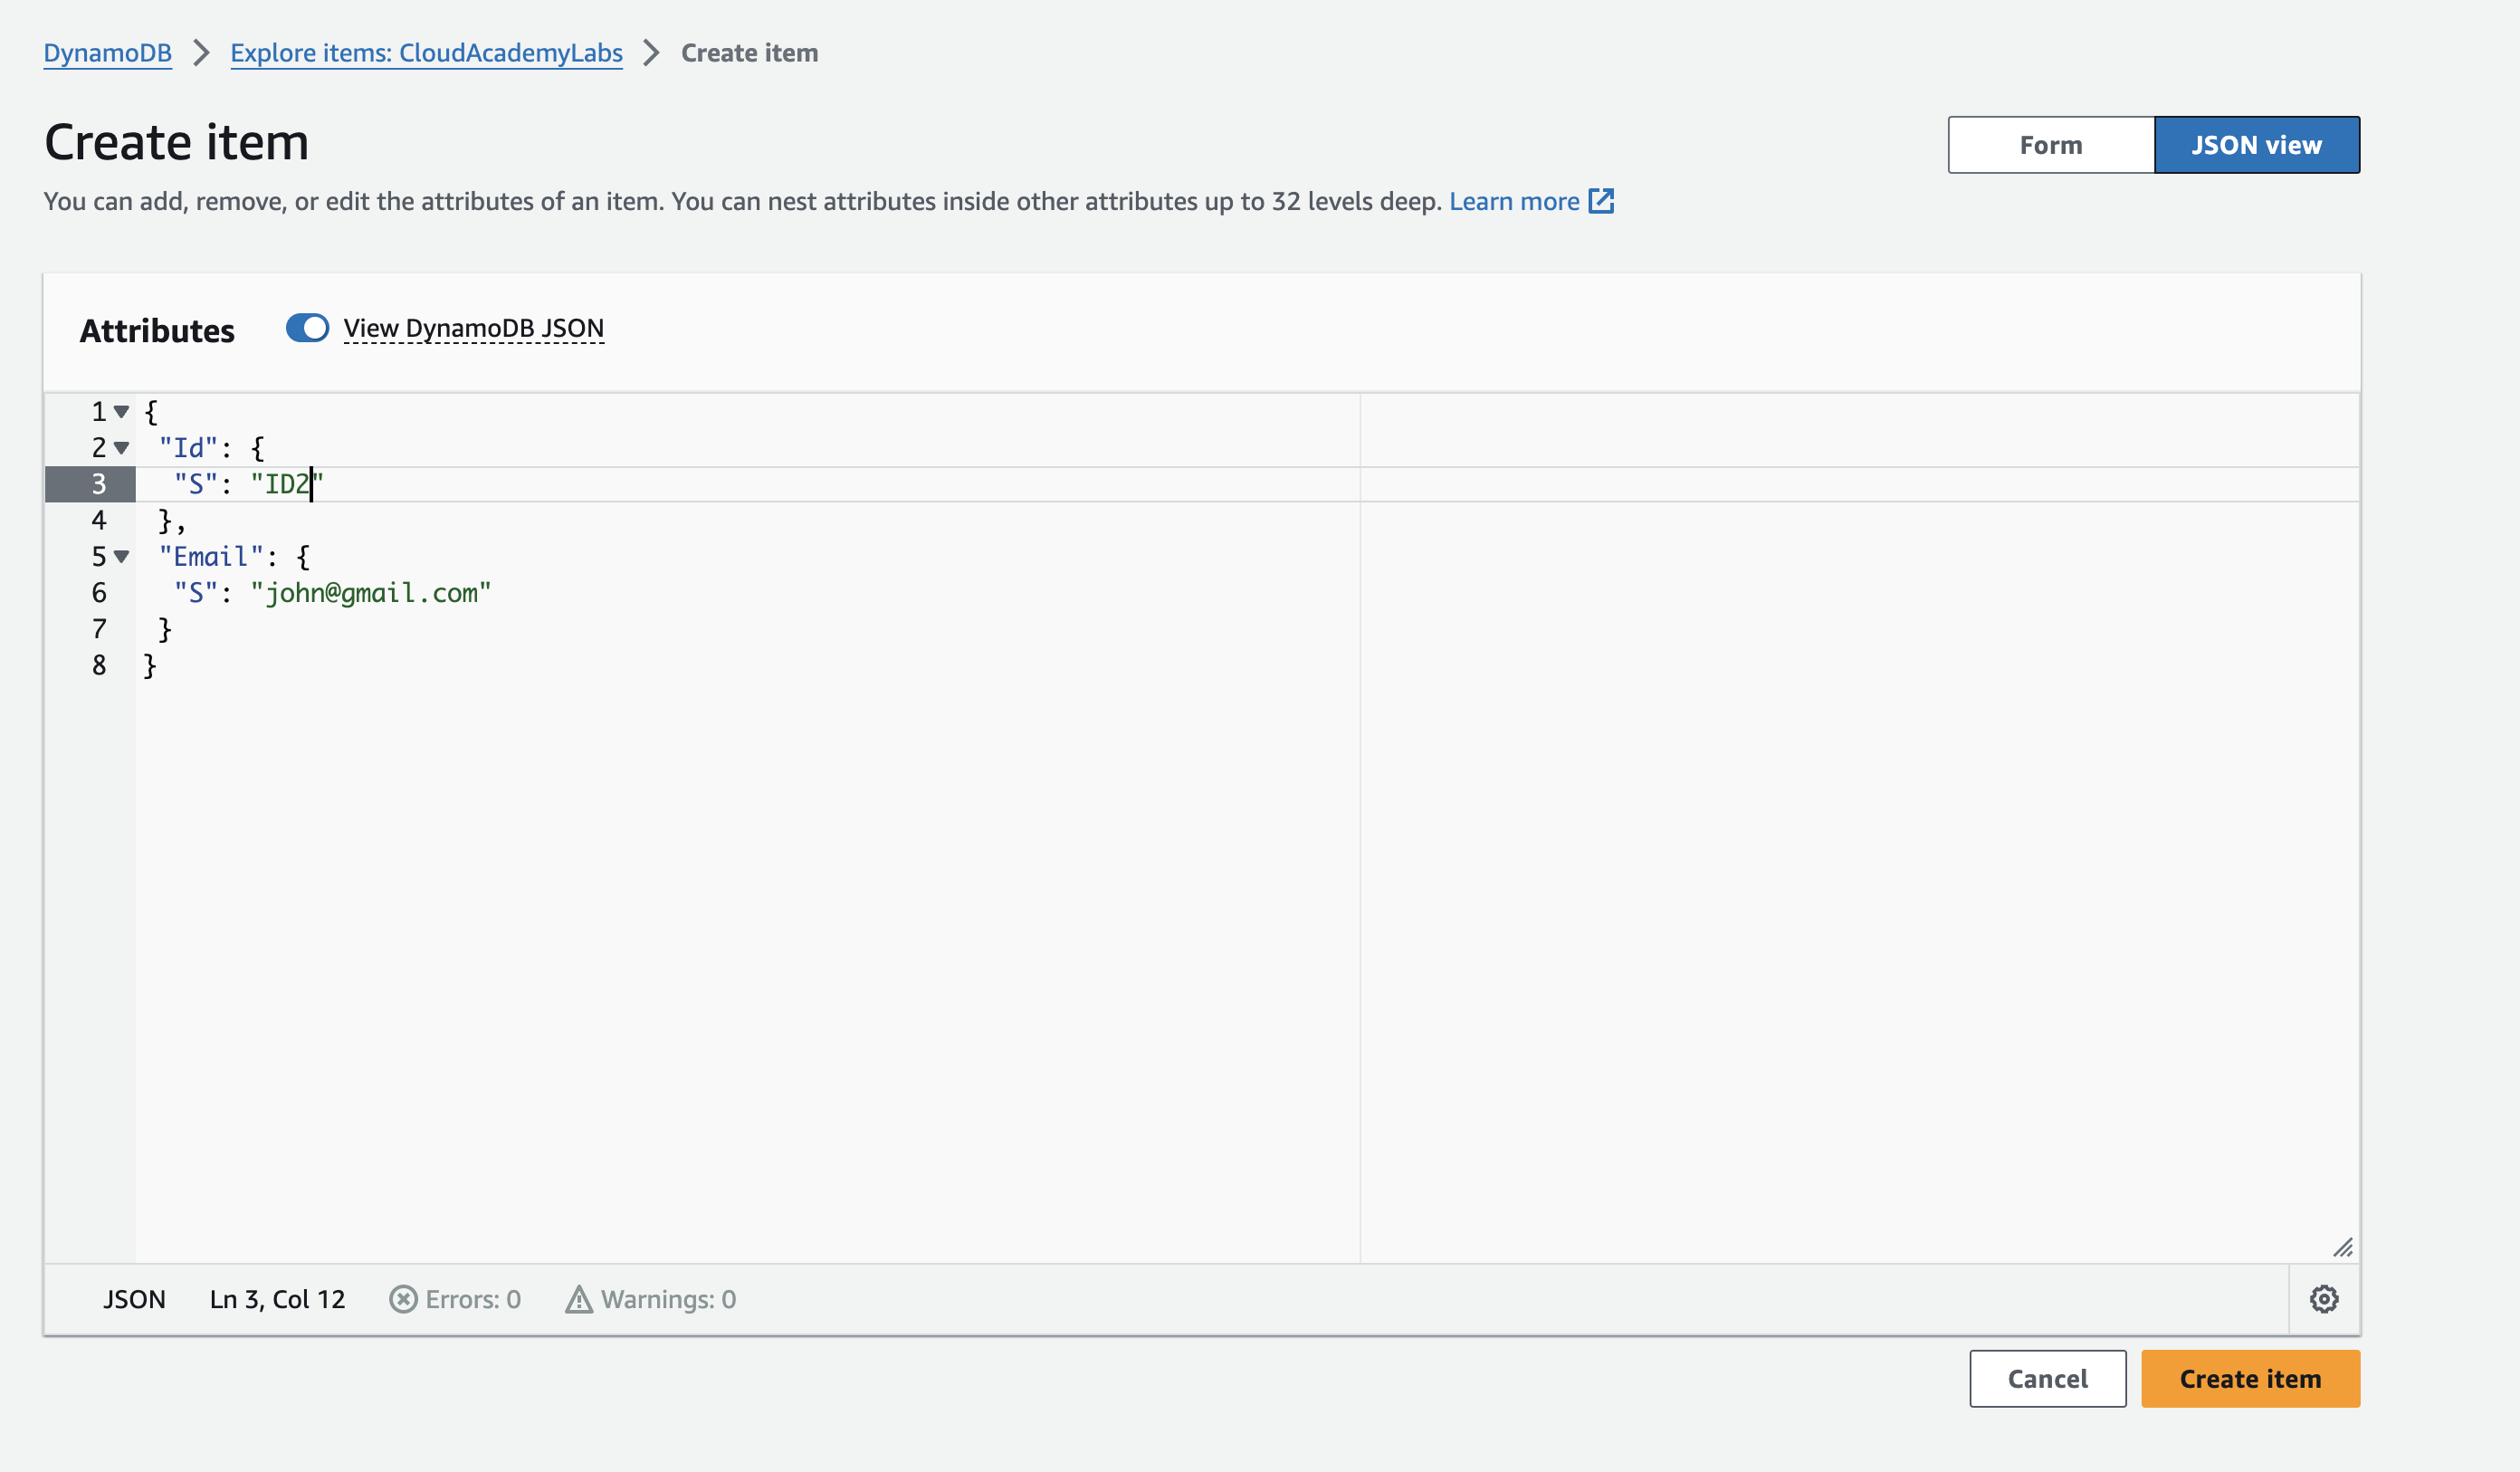 DynamoDB > Explore items: CloudAcademyLabs > Create item
Create item
Form JSON view
You can add, remove, or edit the attributes of an item. You can nest attributes inside other attributes up to 32 levels deep. Learn more
Attributes View DynamoDB JSON
1 {
2 "Id": {
3 "S": "ID2"
4 },
5 "Email": {
6 "S": "john@gmail.com"
7 }
8 }
JSON Ln 3, Col 12 Errors: 0 Warnings: 0
Cancel Create item